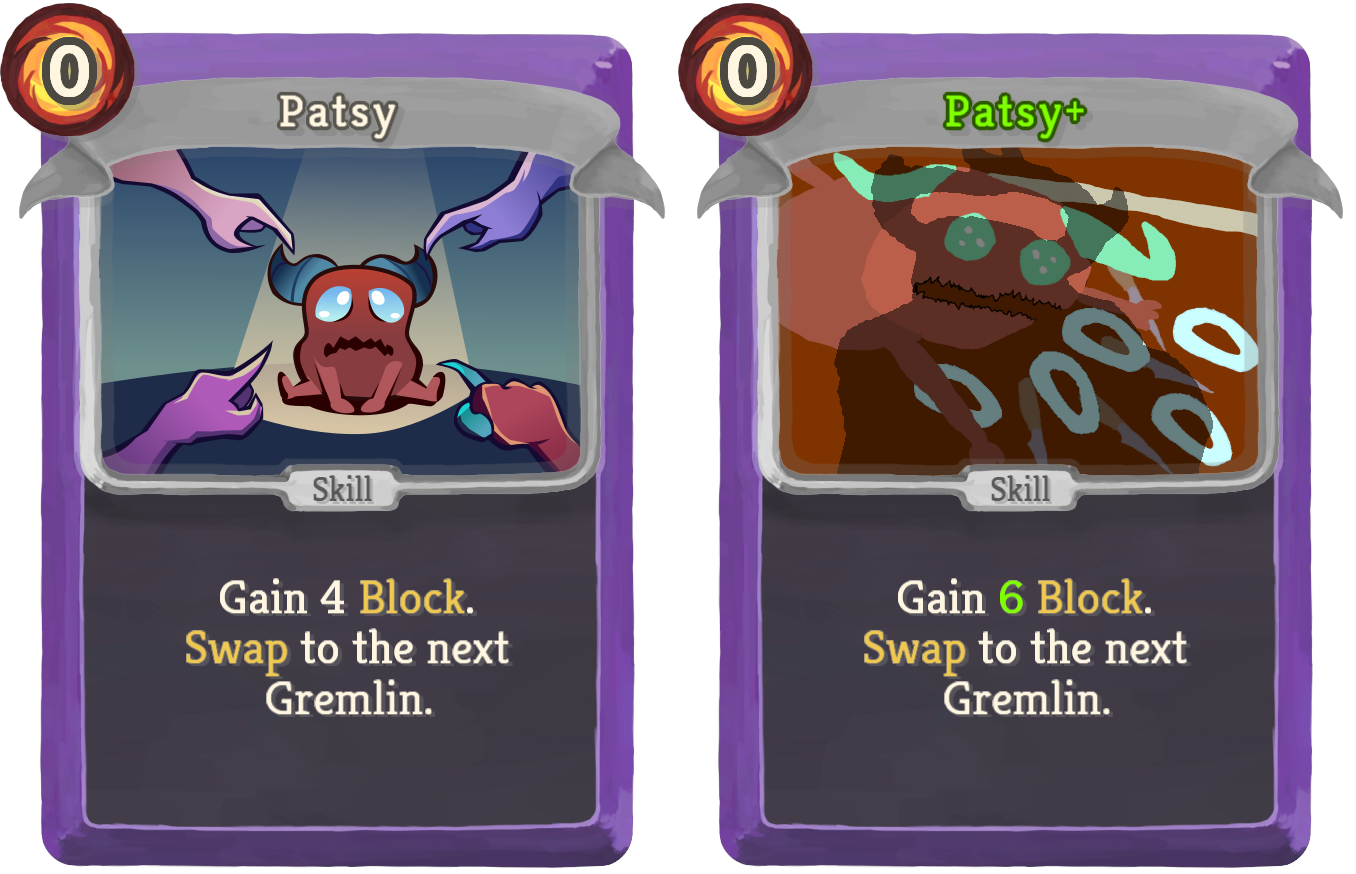 0
Patsy
Skill
Gain 4 Block.
Swap to the next
Gremlin.
0
Patsy+
Skill
Gain 6 Block.
Swap to the next
Gremlin.